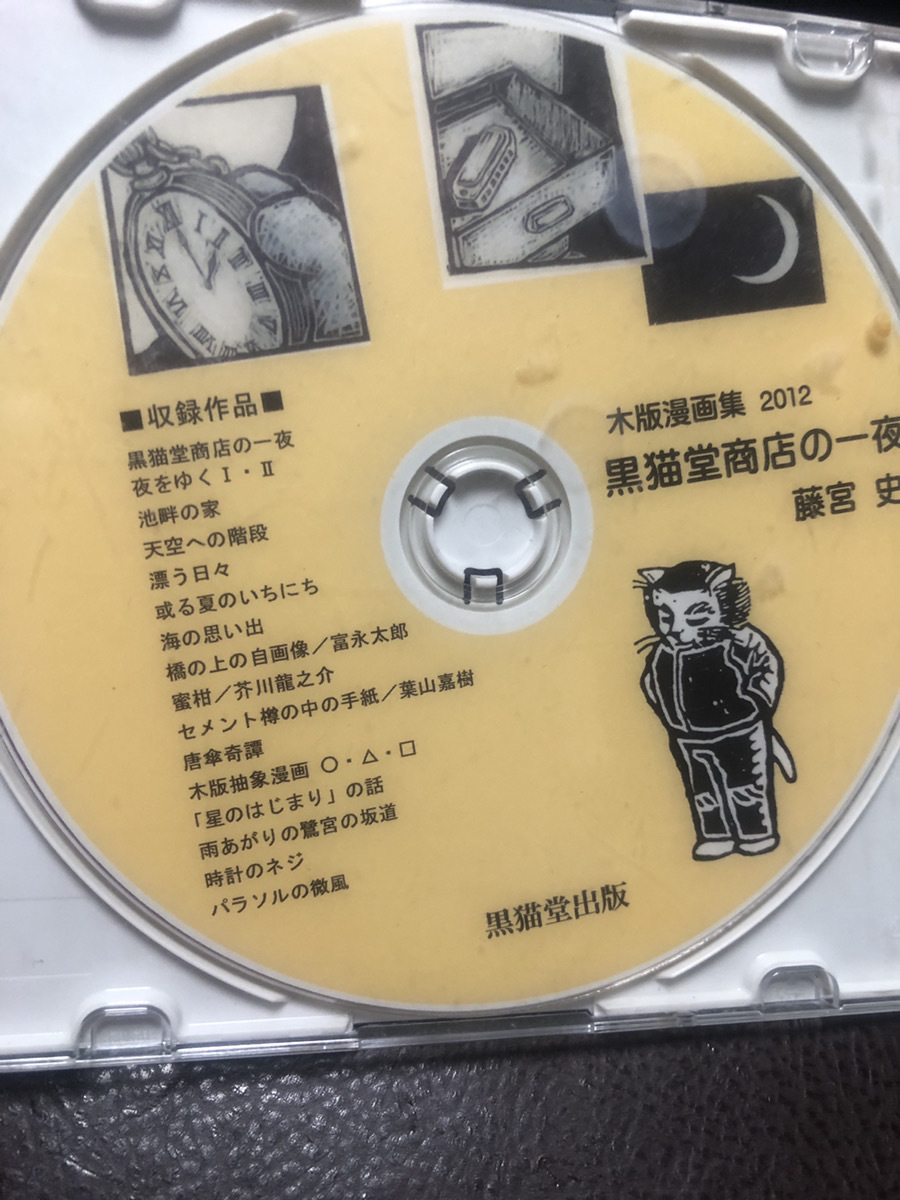 ■収録作品■
黒猫堂商店の一夜
夜をゆくⅠ・Ⅱ
池畔の家
天空への階段
漂う日々
或る夏のいちにち
海の思い出
橋の上の自画像／富永太郎
蜜柑／芥川龍之介
セメント樽の中の手紙／葉山嘉樹
唐傘奇譚
木版抽象漫画 ○・△・□
「星のはじまり」の話
雨あがりの鷺宮の坂道
時計のネジ
パラソルの微風
木版漫画集 2012
黒猫堂商店の一夜
藤宮 史
黒猫堂出版